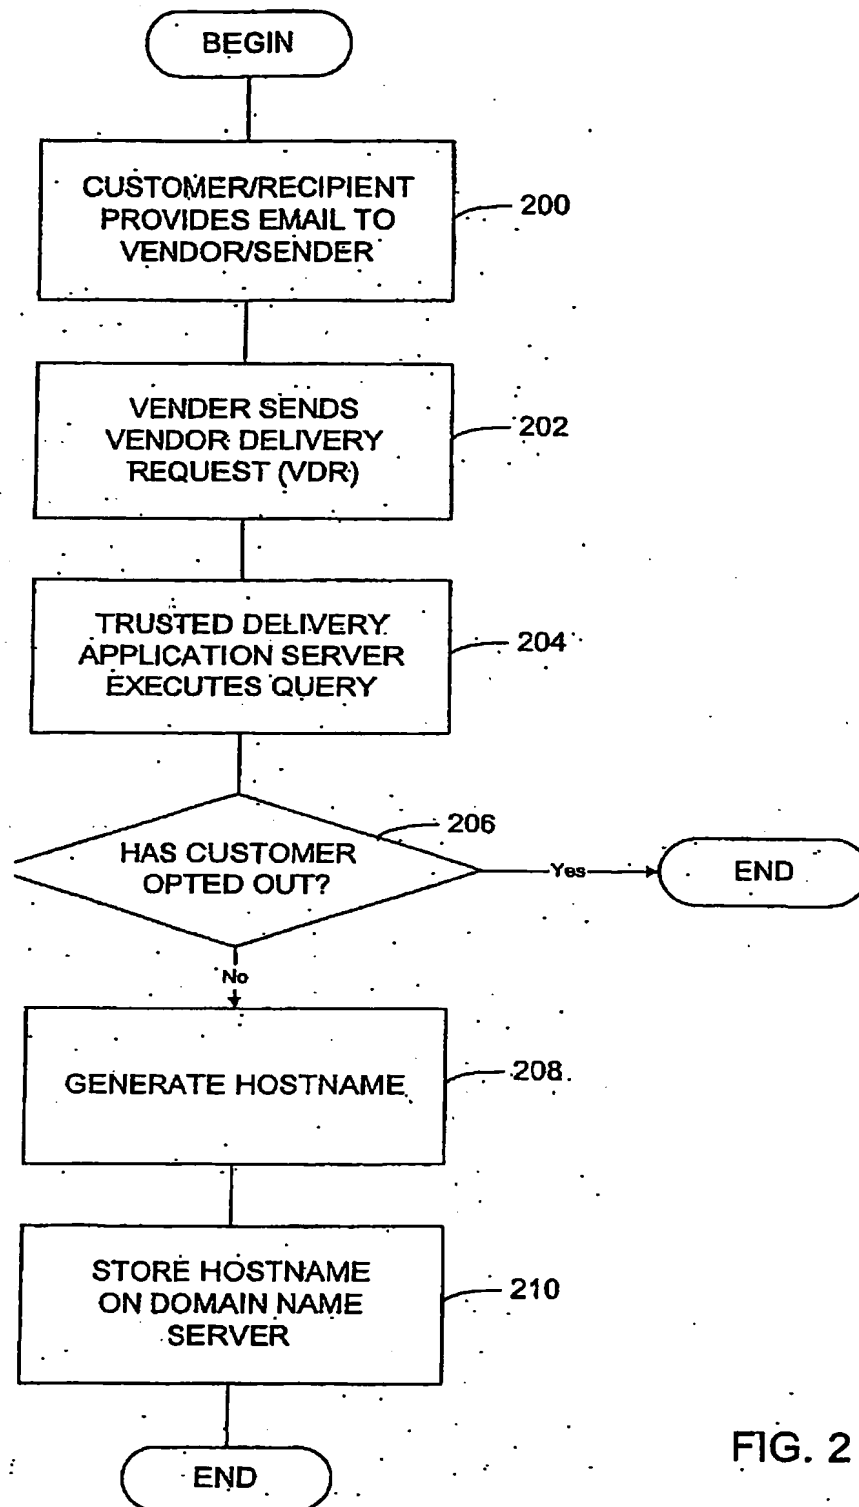 BEGIN
CUSTOMER/RECIPIENT
PROVIDES EMAIL TO
VENDOR/SENDER
200
VENDER SENDS
VENDOR DELIVERY
REQUEST (VDR)
202
TRUSTED DELIVERY
APPLICATION SERVER
EXECUTES QUERY
204
HAS CUSTOMER
OPTED OUT?
206
Yes
END
No
GENERATE HOSTNAME
208
STORE HOSTNAME
ON DOMAIN NAME
SERVER
210
END
FIG. 2